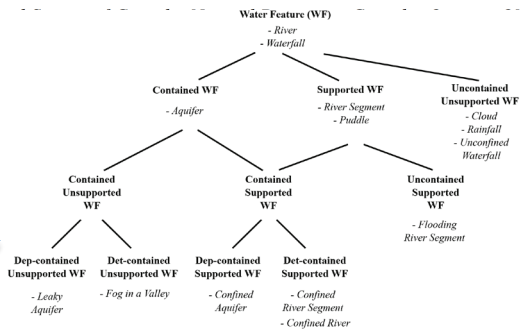 Water Feature (WF)
- River
- Waterfall
Contained WF
- Aquifer
Supported WF
- River Segment
- Puddle
Uncontained
Unsupported WF
- Cloud
- Rainfall
- Unconfined
Waterfall
Contained
Unsupported
WF
Contained
Supported
WF
Uncontained
Supported
WF
- Flooding
River Segment
Dep-contained
Unsupported WF
- Leaky
Aquifer
Det-contained
Unsupported WF
- Fog in a Valley
Dep-contained
Supported WF
- Confined
Aquifer
Det-contained
Supported WF
- Confined
River Segment
- Confined River